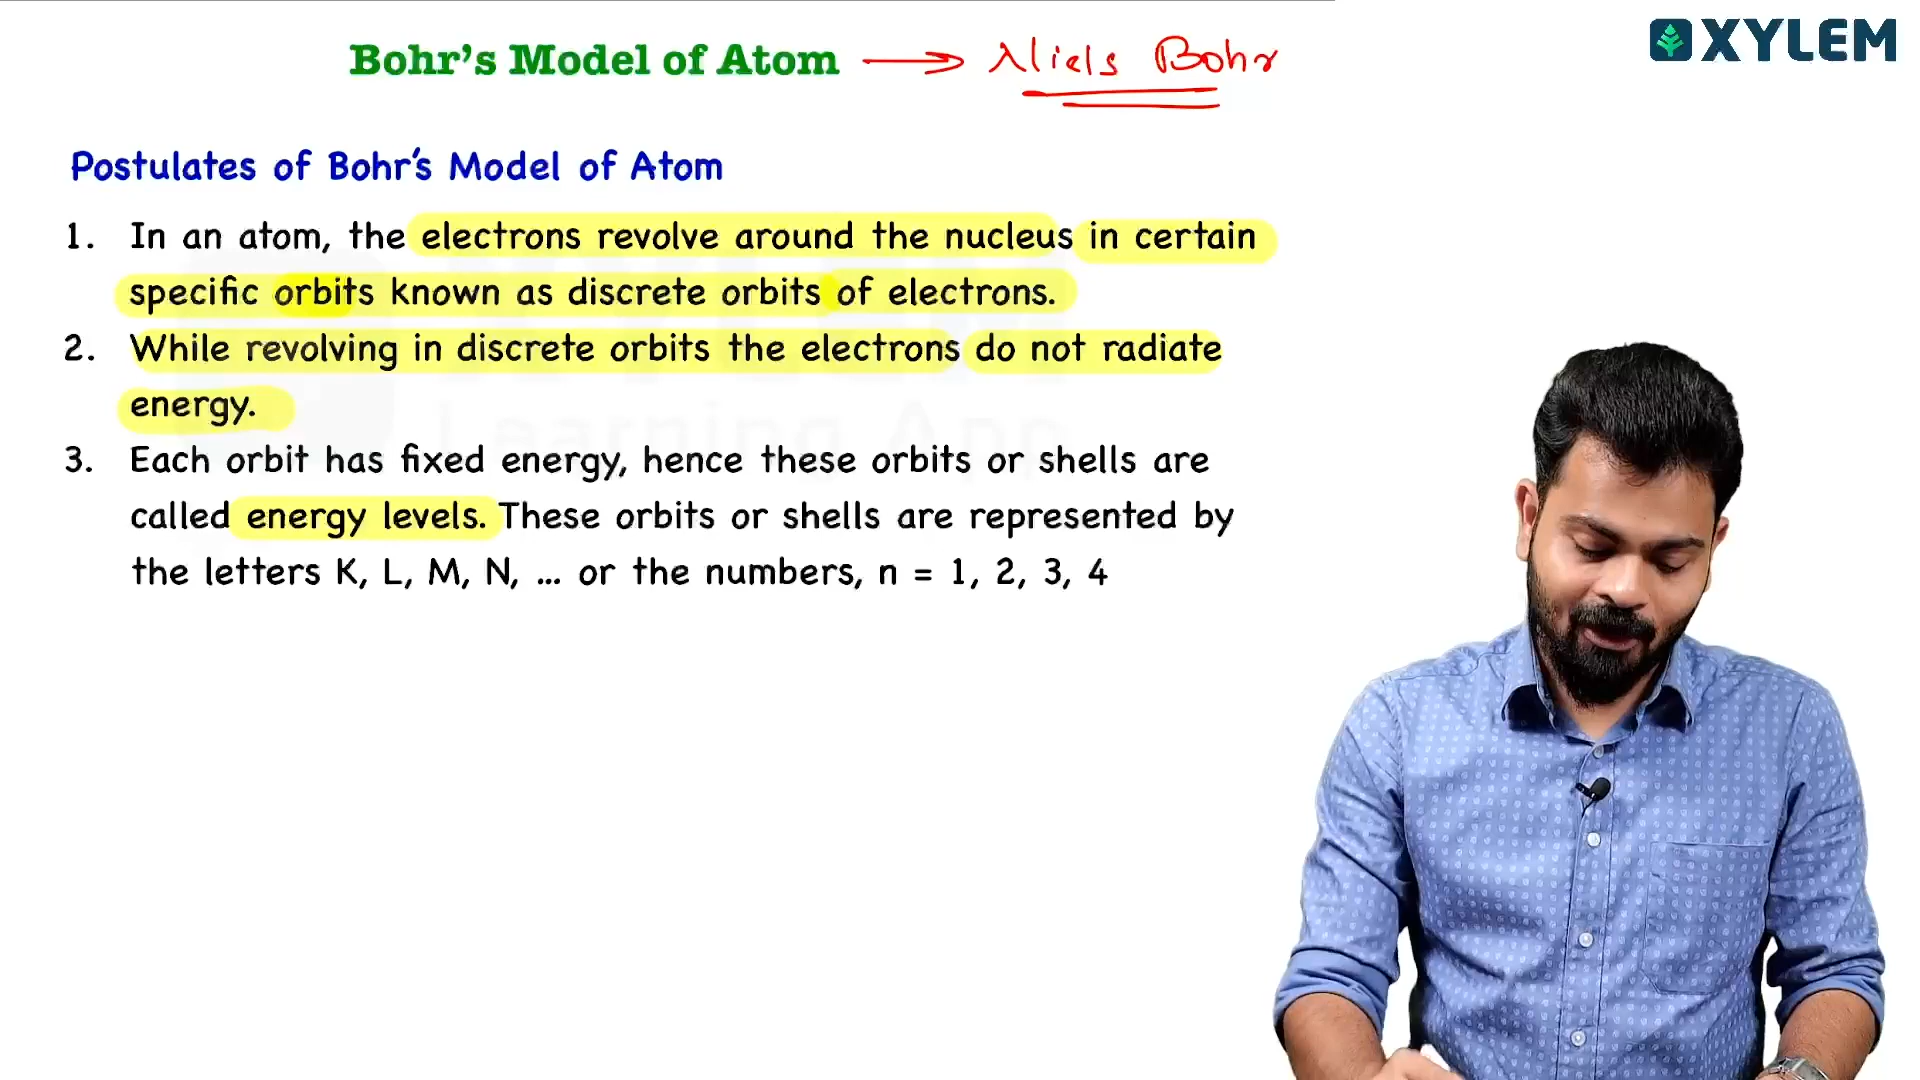 Bohr's Model of Atom → Niels Bohr
XYLEM
Postulates of Bohr's Model of Atom
1. In an atom, the electrons revolve around the nucleus in certain
specific orbits known as discrete orbits of electrons.
2. While revolving in discrete orbits the electrons do not radiate
energy.
Learning App
3. Each orbit has fixed energy, hence these orbits or shells are
called energy levels. These orbits or shells are represented by
the letters K, L, M, N, ... or the numbers, n = 1, 2, 3, 4